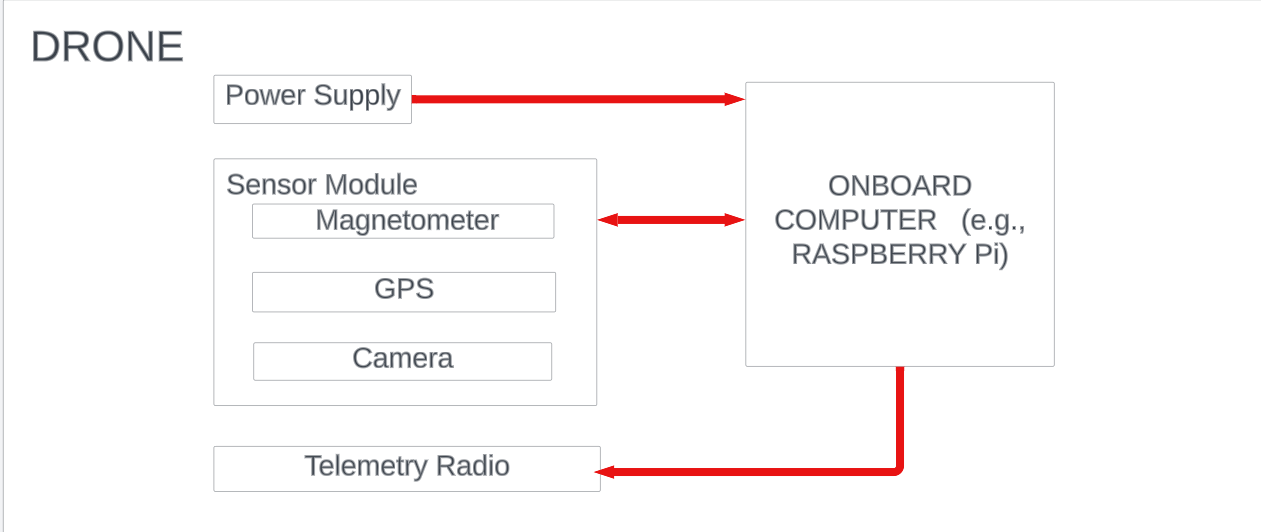 DRONE
Power Supply
Sensor Module
Magnetometer
GPS
Camera
Telemetry Radio
ONBOARD
COMPUTER (e.g.,
RASPBERRY Pi)